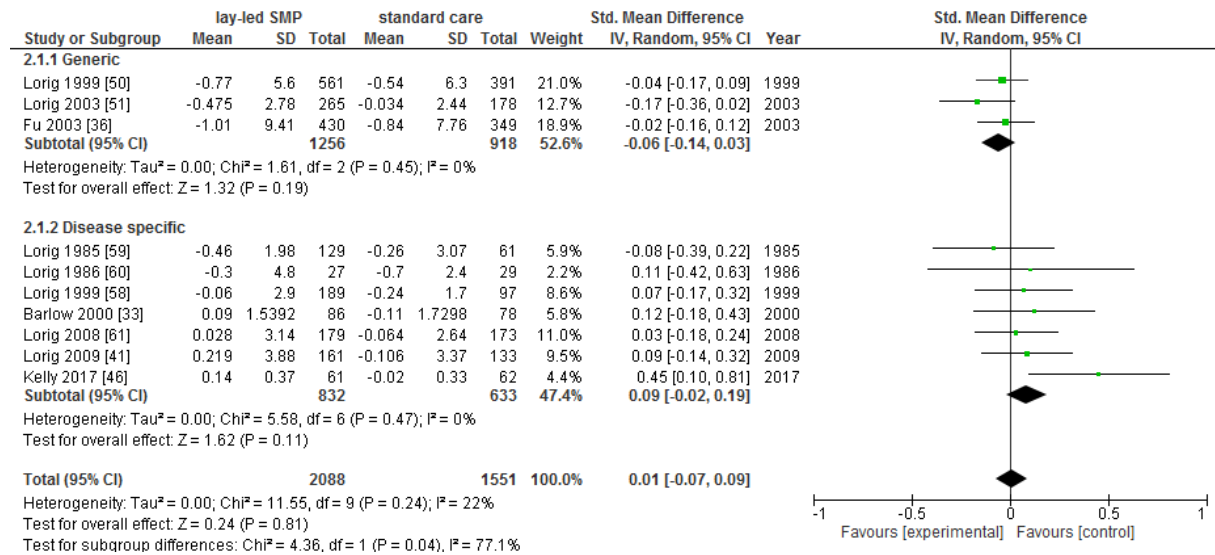 lay-led SMP standard care Std. Mean Difference Std. Mean Difference
Study or Subgroup Mean SD Total Mean SD Total Weight IV, Random, 95% CI Year IV, Random, 95% CI
2.1.1 Generic
Lorig 1999 [50] -0.77 5.6 561 -0.54 6.3 391 21.0% -0.04 [-0.17, 0.09] 1999
Lorig 2003 [51] -0.475 2.78 265 -0.034 2.44 178 12.7% -0.17 [-0.36, 0.02] 2003
Fu 2003 [36] -1.01 9.41 430 -0.84 7.76 349 18.9% -0.02 [-0.16, 0.12] 2003
Subtotal (95% CI) 1256 918 52.6% -0.06 [-0.14, 0.03]
Heterogeneity: Tau² = 0.00; Chi² = 1.61, df = 2 (P = 0.45); I² = 0%
Test for overall effect: Z = 1.32 (P = 0.19)
2.1.2 Disease specific
Lorig 1985 [59] -0.46 1.98 129 -0.26 3.07 61 5.9% -0.08 [-0.39, 0.22] 1985
Lorig 1986 [60] -0.3 4.8 27 -0.7 2.4 29 2.2% 0.11 [-0.42, 0.63] 1986
Lorig 1999 [58] -0.06 2.9 189 -0.24 1.7 97 8.6% 0.07 [-0.17, 0.32] 1999
Barlow 2000 [33] 0.09 1.5392 86 -0.11 1.7298 78 5.8% 0.12 [-0.18, 0.43] 2000
Lorig 2008 [61] 0.028 3.14 179 -0.064 2.64 173 11.0% 0.03 [-0.18, 0.24] 2008
Lorig 2009 [41] 0.219 3.88 161 -0.106 3.37 133 9.5% 0.09 [-0.14, 0.32] 2009
Kelly 2017 [46] 0.14 0.37 61 -0.02 0.33 62 4.4% 0.45 [0.10, 0.81] 2017
Subtotal (95% CI) 832 633 47.4% 0.09 [-0.02, 0.19]
Heterogeneity: Tau² = 0.00; Chi² = 5.58, df = 6 (P = 0.47); I² = 0%
Test for overall effect: Z = 1.62 (P = 0.11)
Total (95% CI) 2088 1551 100.0% 0.01 [-0.07, 0.09]
Heterogeneity: Tau² = 0.00; Chi² = 11.55, df = 9 (P = 0.24); I² = 22%
Test for overall effect: Z = 0.24 (P = 0.81)
Test for subgroup differences: Chi² = 4.36, df = 1 (P = 0.04), I² = 77.1%
-1 -0.5 0 0.5 1
Favours [experimental] Favours [control]